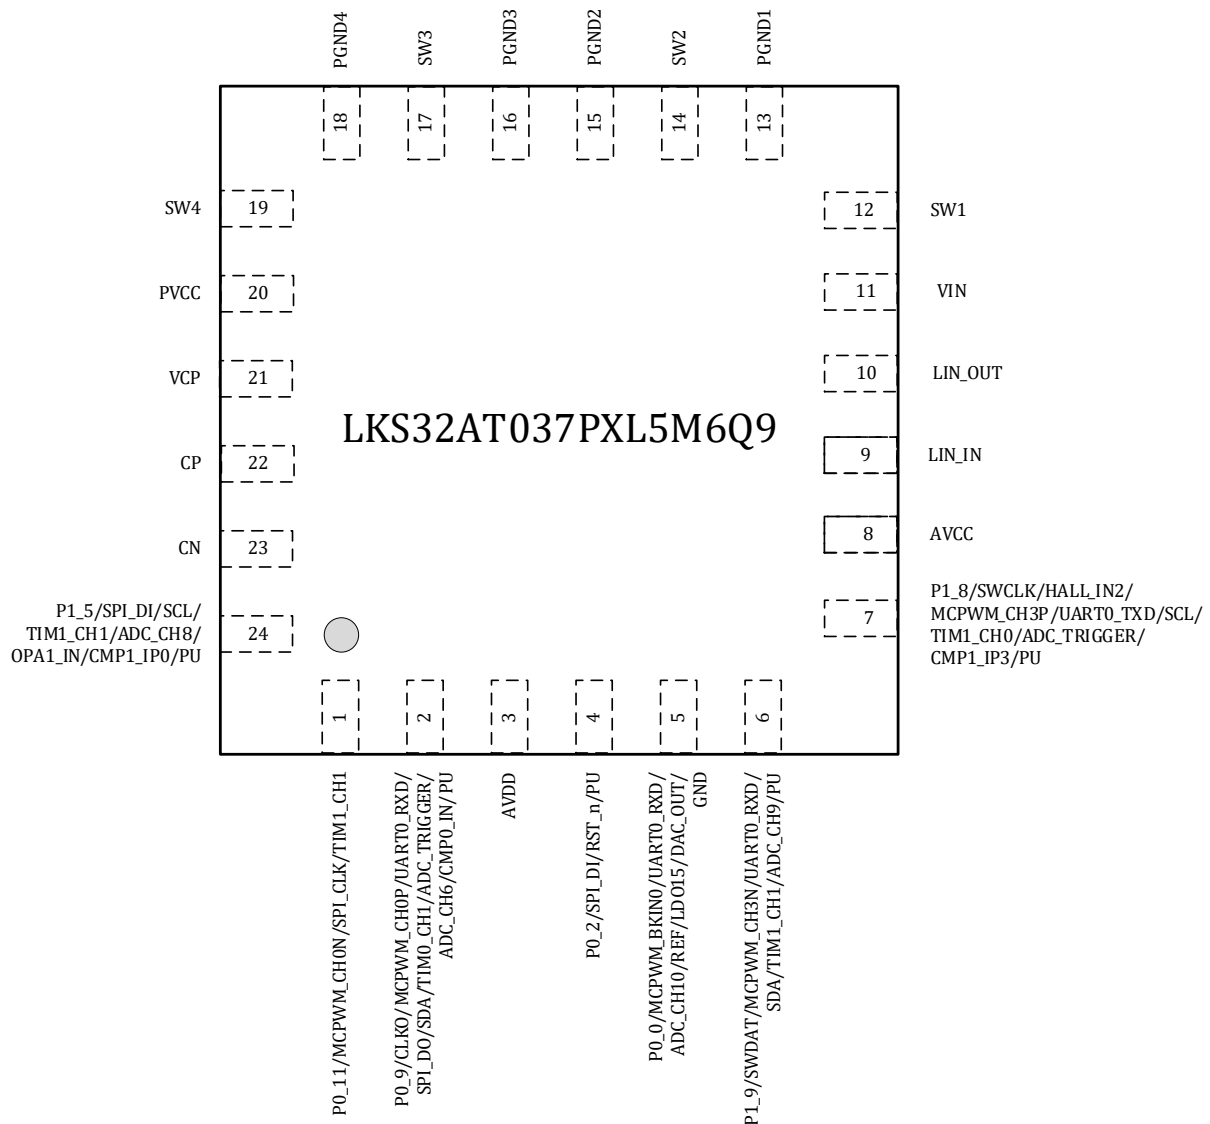 PGND4
SW3
PGND3
PGND2
SW2
PGND1
18
17
16
15
14
13
SW4
19
12
SW1
PVCC
20
11
VIN
VCP
21
10
LIN_OUT
LKS32AT037PXL5M6Q9
CP
22
9
LIN_IN
CN
23
8
AVCC
P1_5/SPI_DI/SCL/
TIM1_CH1/ADC_CH8/
OPA1_IN/CMP1_IP0/PU
24
7
P1_8/SWCLK/HALL_IN2/
MCPWM_CH3P/UART0_TXD/SCL/
TIM1_CH0/ADC_TRIGGER/
CMP1_IP3/PU
1
2
3
4
5
6
P0_11/MCPWM_CH0N/SPI_CLK/TIM1_CH1
P0_9/CLKO/MCPWM_CH0P/UART0_RXD/
SPI_DO/SDA/TIM0_CH1/ADC_TRIGGER/
ADC_CH6/CMP0_IN/PU
AVDD
P0_2/SPI_DI/RST_n/PU
P0_0/MCPWM_BKIN0/UART0_RXD/
ADC_CH10/REF/LDO15/DAC_OUT/
GND
P1_9/SWDAT/MCPWM_CH3N/UART0_RXD/
SDA/TIM1_CH1/ADC_CH9/PU